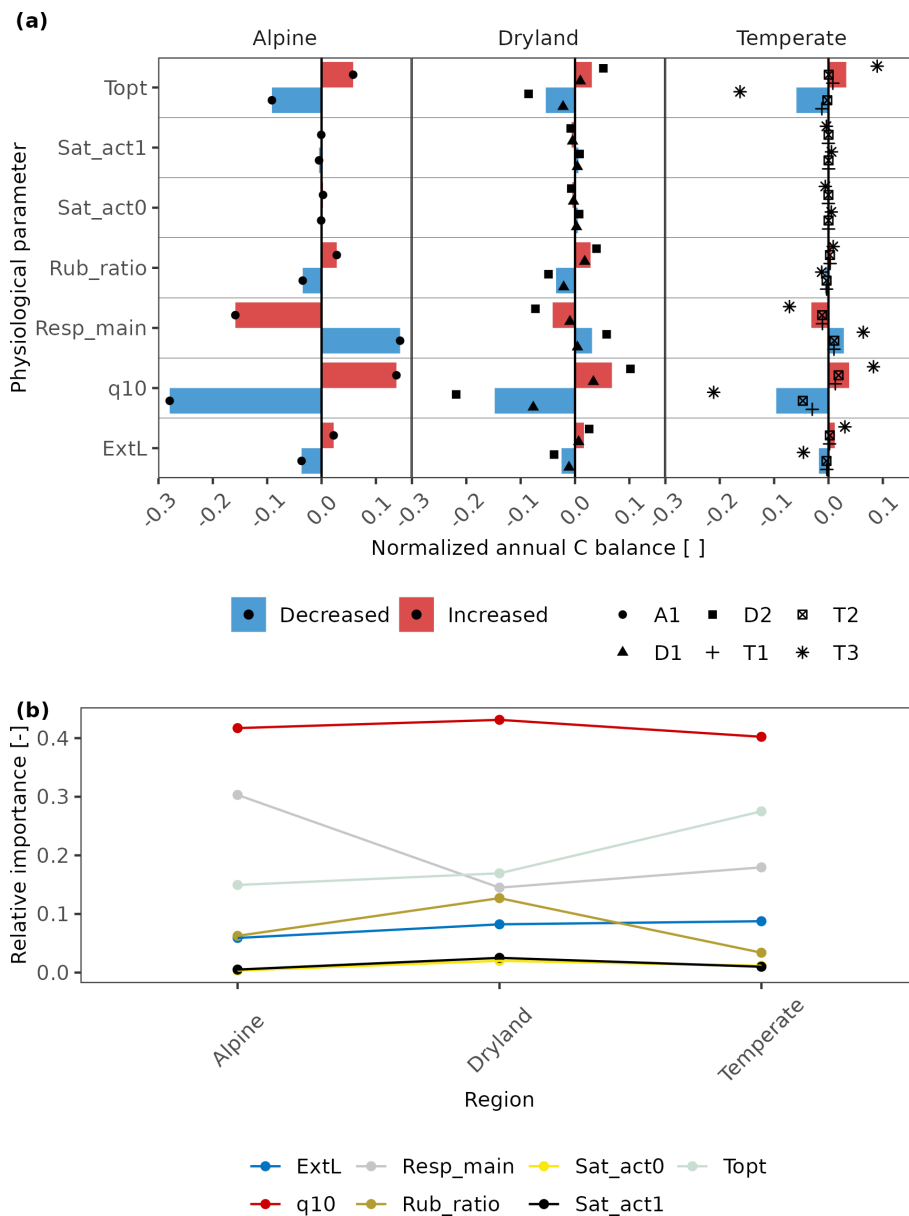 (a)
Alpine Dryland Temperate
Physiological parameter
Topt
Sat_act1
Sat_act0
Rub_ratio
Resp_main
q10
ExtL
-0.3 -0.2 -0.1 0.0 0.1 -0.3 -0.2 -0.1 0.0 0.1 -0.3 -0.2 -0.1 0.0 0.1
Normalized annual C balance [ ]
Decreased Increased A1 D2 T2
D1 T1 T3
(b)
Relative importance [-]
0.4
0.3
0.2
0.1
0.0
Alpine Dryland Temperate
Region
ExtL Resp_main Sat_act0 Topt
q10 Rub_ratio Sat_act1